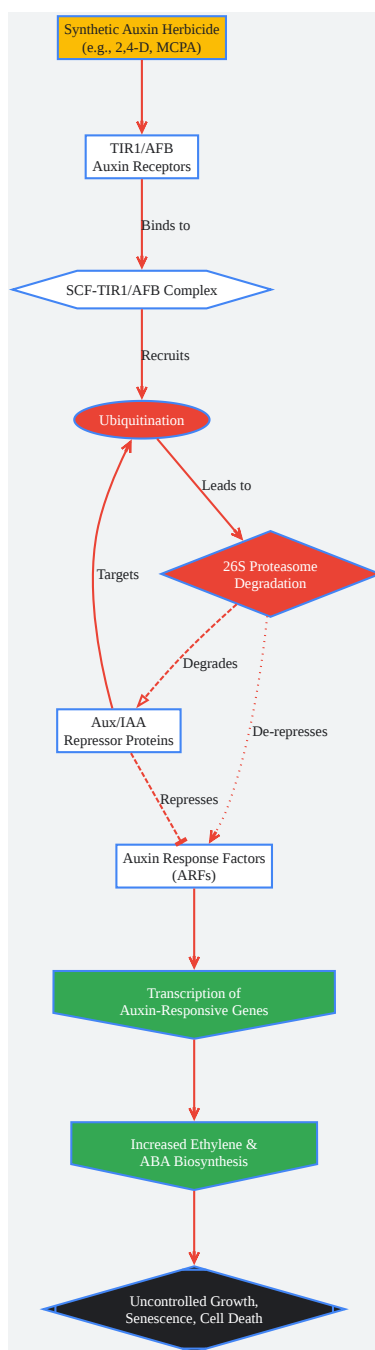 Synthetic Auxin Herbicide
(e.g., 2,4-D, MCPA)
TIR1/AFB
Auxin Receptors
Binds to
SCF-TIR1/AFB Complex
Recruits
Ubiquitination
Leads to
26S Proteasome
Degradation
Targets
Degrades
Aux/IAA
Repressor Proteins
De-represses
Represses
Auxin Response Factors
(ARFs)
Transcription of
Auxin-Responsive Genes
Increased Ethylene &
ABA Biosynthesis
Uncontrolled Growth,
Senescence, Cell Death